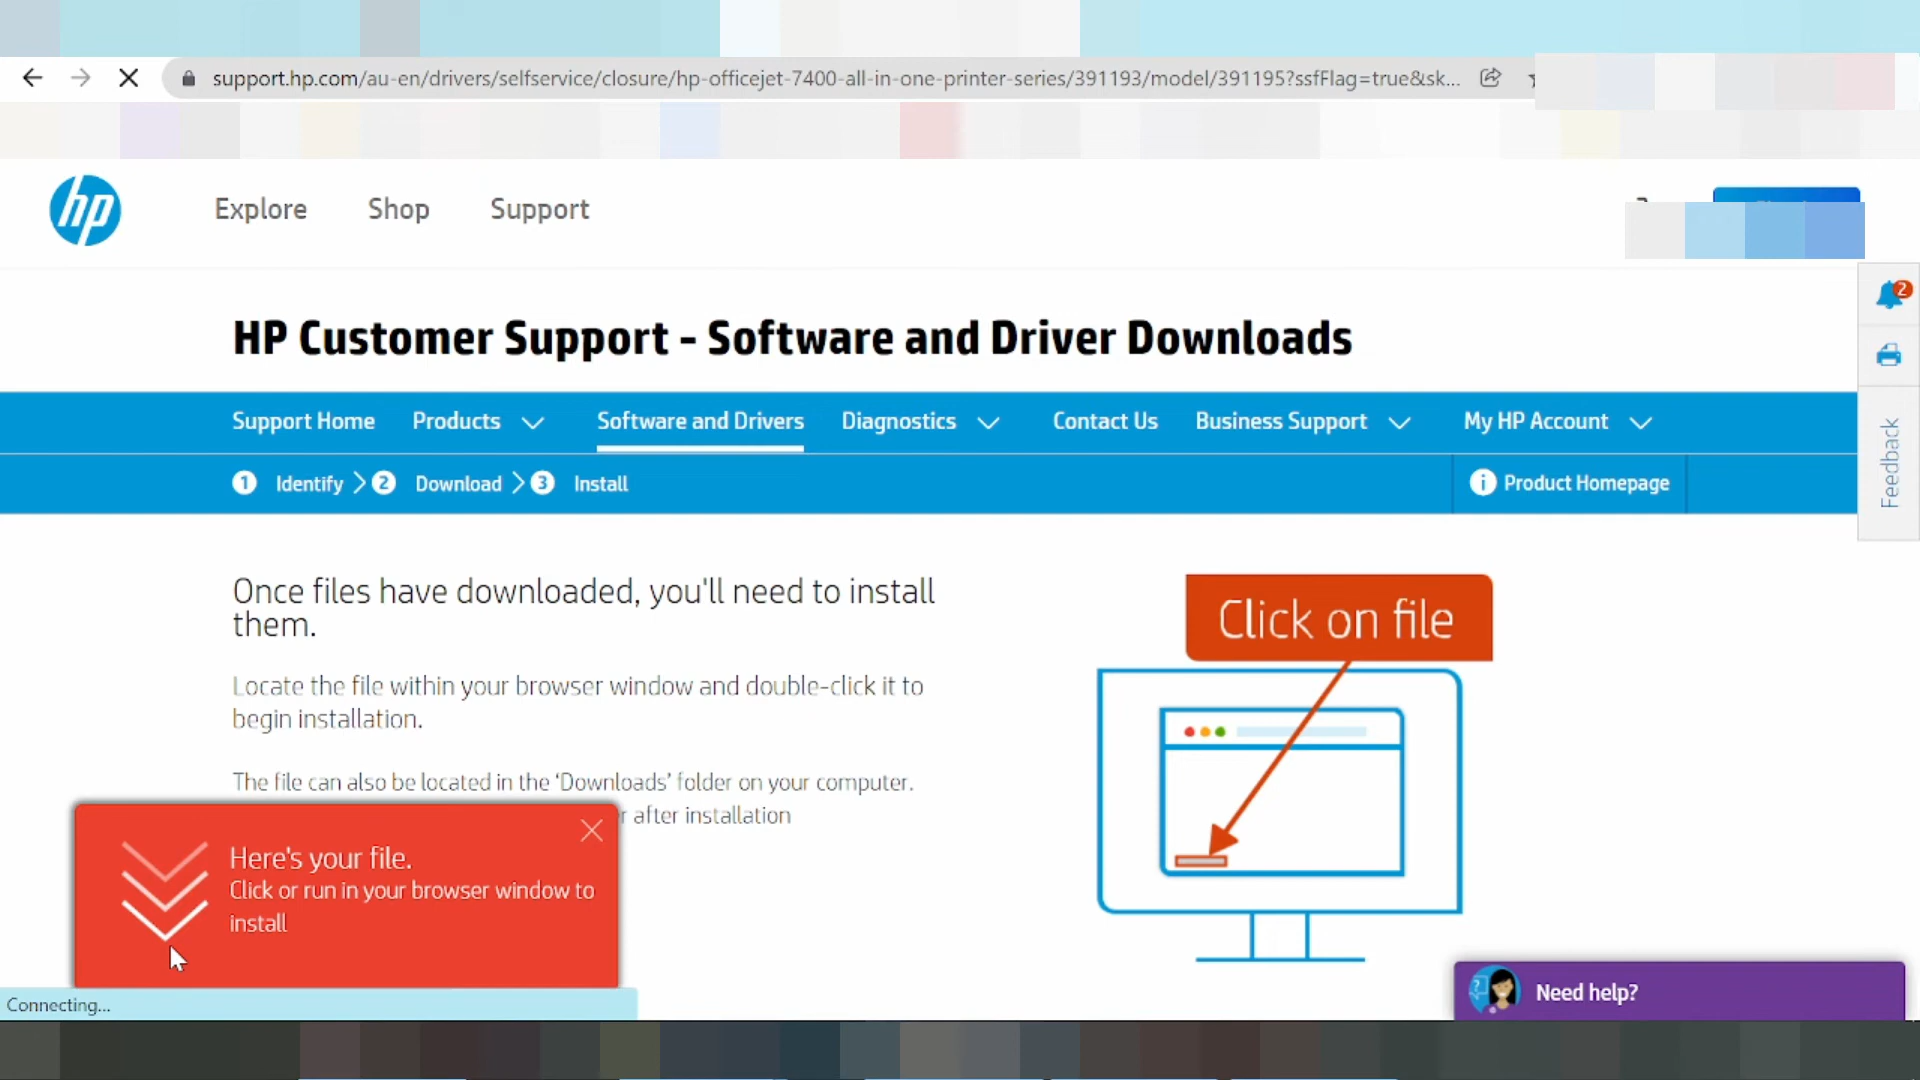 support.hp.com/au-en/drivers/selfservice/closure/hp-officejet-7400-all-in-one-printer-series/391193/model/391195?ssfFlag=true&sk...
hp
Explore Shop Support
2
HP Customer Support - Software and Driver Downloads
Support Home Products Software and Drivers Diagnostics Contact Us Business Support My HP Account
1 Identify 2 Download 3 Install
i Product Homepage
Feedback
Once files have downloaded, you'll need to install
them.
Locate the file within your browser window and double-click it to
begin installation.
The file can also be located in the ‘Downloads’ folder on your computer.
r after installation
Click on file
Here's your file.
Click or run in your browser window to
install
Connecting...
? Need help?